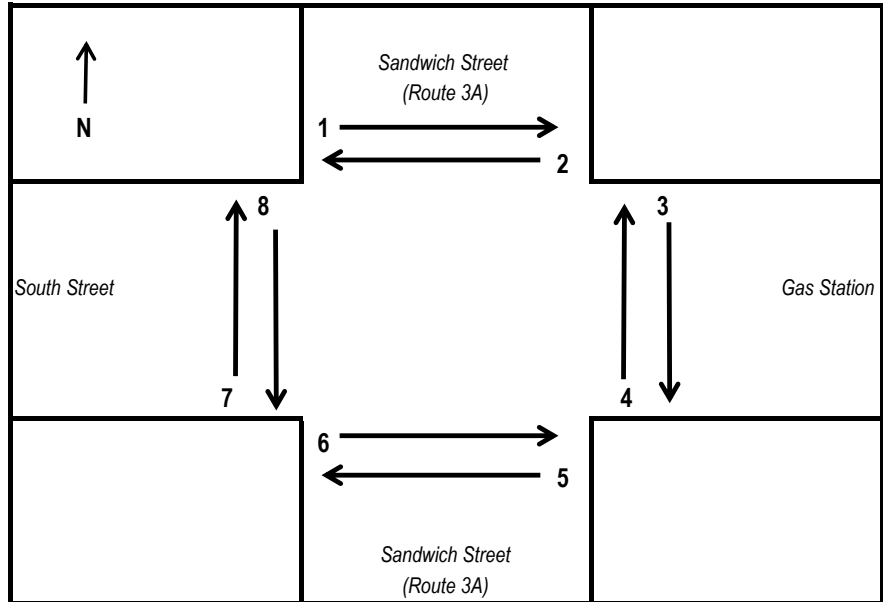 Sandwich Street
(Route 3A)
N
1
2
8
3
South Street
Gas Station
7
4
6
5
Sandwich Street
(Route 3A)